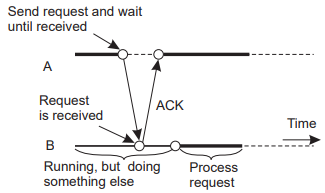 Send request and wait
until received
A
Request
is received
ACK
Time
B
Running, but doing
something else
Process
request